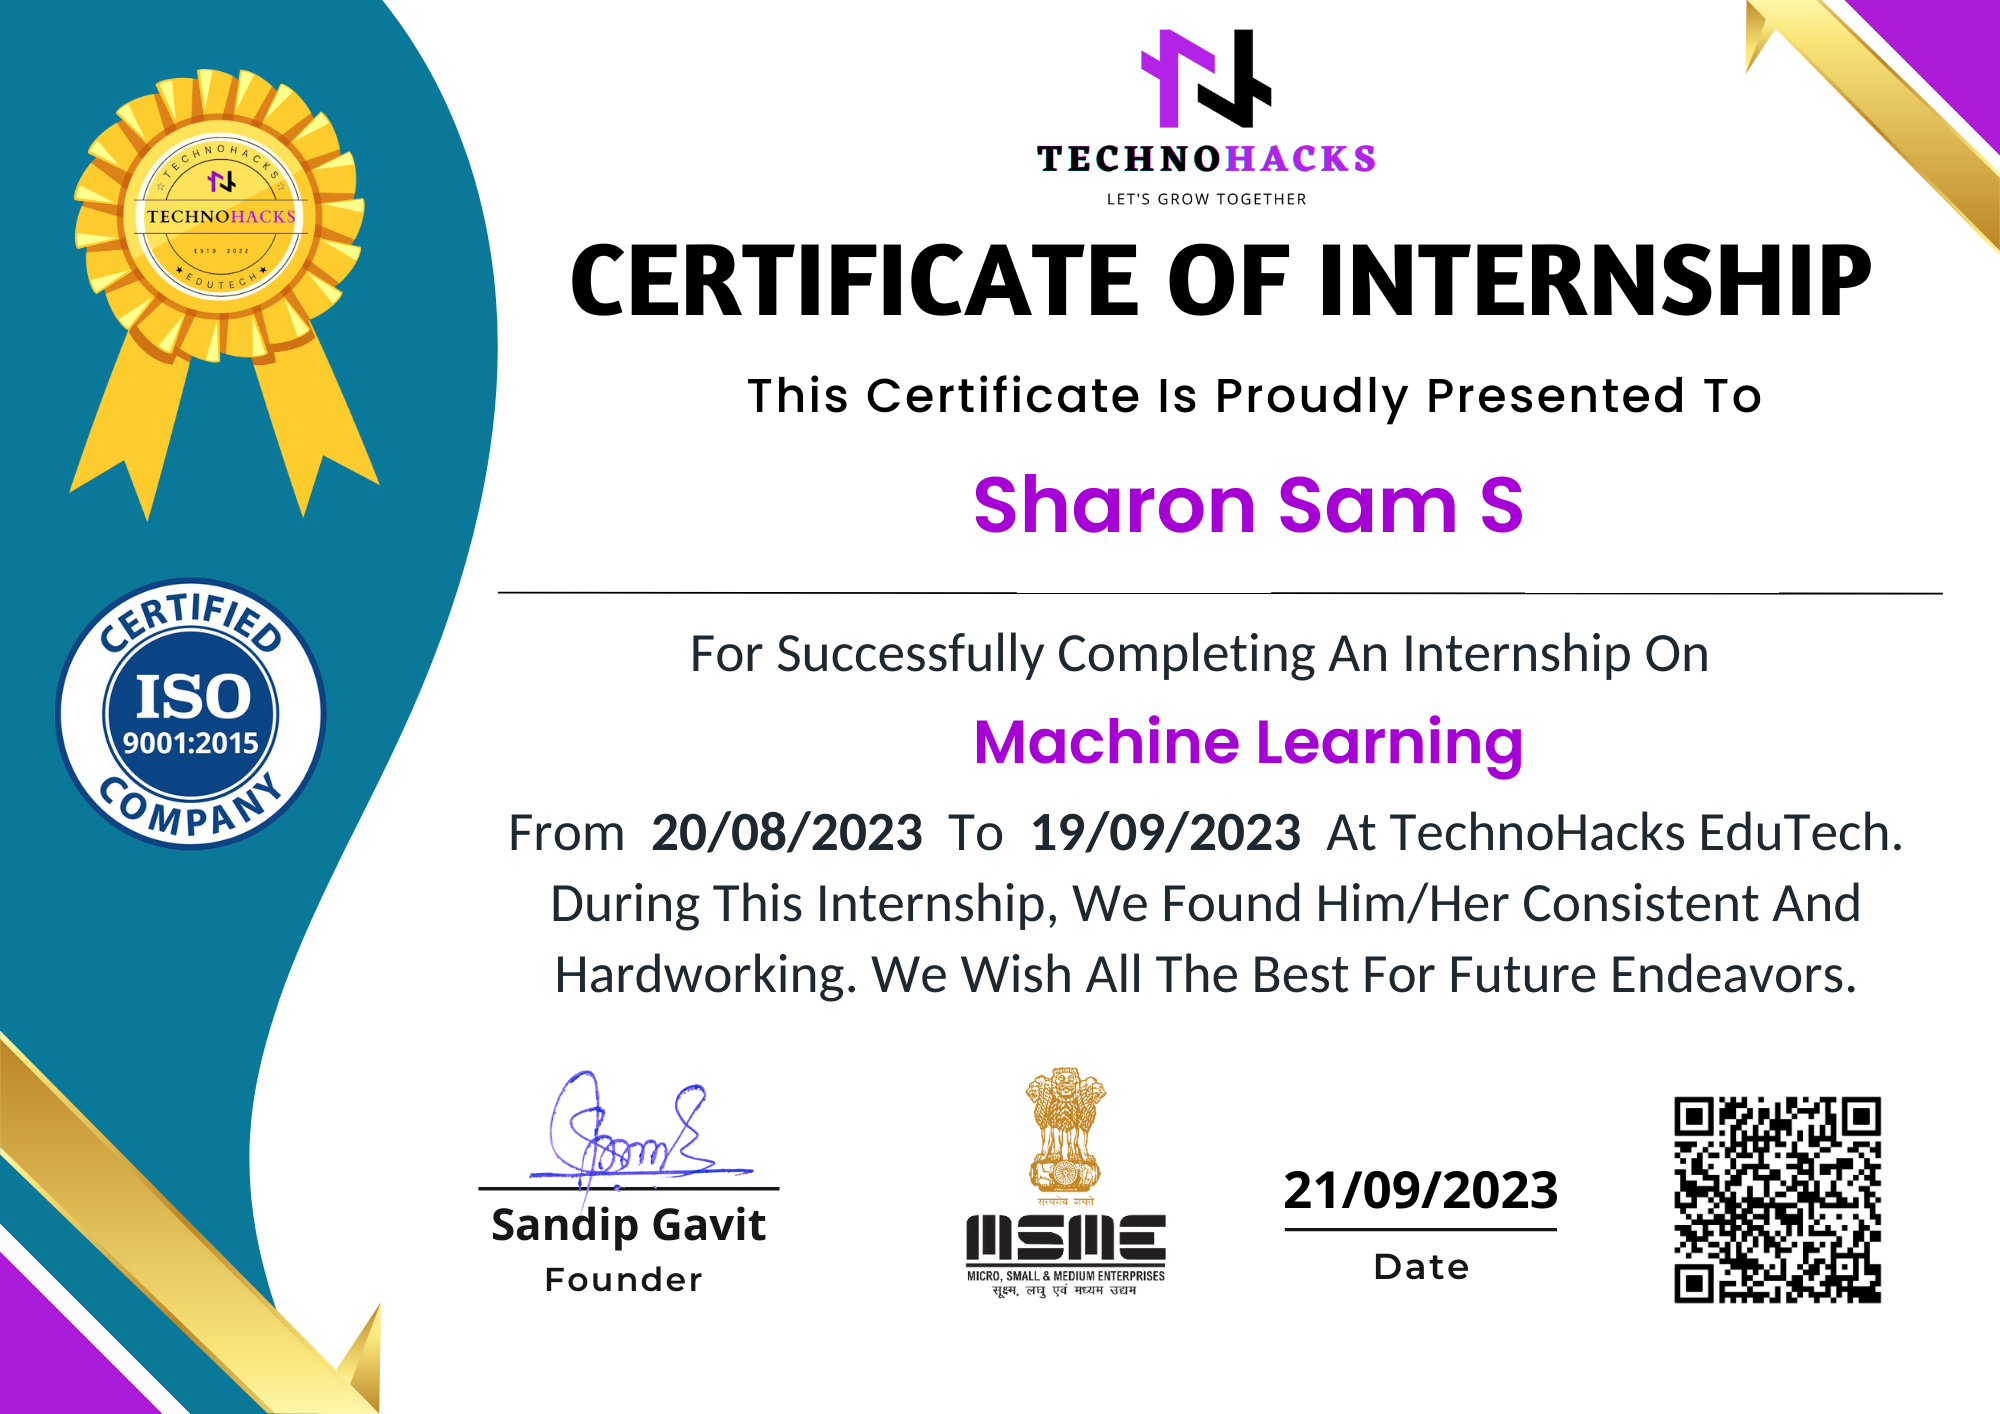 TECHNOHACKS
LET'S GROW TOGETHER
CERTIFICATE OF INTERNSHIP
This Certificate Is Proudly Presented To
Sharon Sam S
For Successfully Completing An Internship On
Machine Learning
From 20/08/2023 To 19/09/2023 At TechnoHacks EduTech.
During This Internship, We Found Him/Her Consistent And
Hardworking. We Wish All The Best For Future Endeavors.
TECHNOHACKS
TECHNOHACKS
ESTD 2022
EDUTECH
CERTIFIED
ISO
9001:2015
COMPANY
Sandip Gavit
Founder
सत्यमेव जयते
MSME
MICRO, SMALL & MEDIUM ENTERPRISES
सूक्ष्म, लघु एवं मध्यम उद्यम
21/09/2023
Date